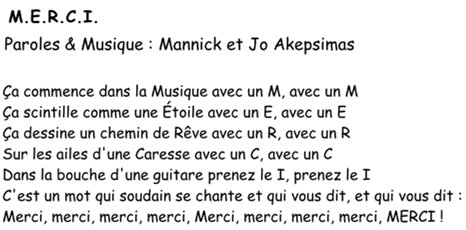 M.E.R.C.I.
Paroles & Musique : Mannick et Jo Akepsimas
Ça commence dans la Musique avec un M, avec un M
Ça scintille comme une Étoile avec un E, avec un E
Ça dessine un chemin de Rêve avec un R, avec un R
Sur les ailes d'une Caresse avec un C, avec un C
Dans la bouche d'une guitare prenez le I, prenez le I
C'est un mot qui soudain se chante et qui vous dit, et qui vous dit :
Merci, merci, merci, merci, Merci, merci, merci, merci, MERCI !